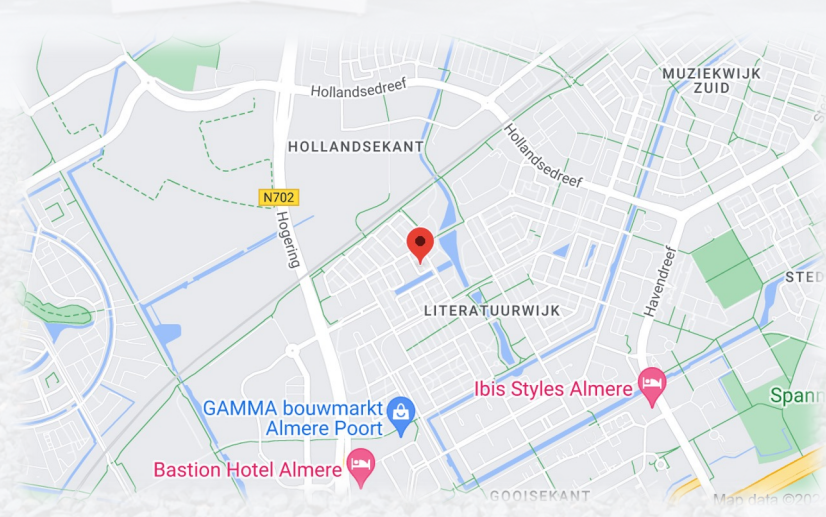 MUZIEKWIJK
ZUID
Hollandsedreef
HOLLANDSEKANT
Hollandsedreef
N702
Hogering
Havendreef
STED
LITERATUURWIJK
Ibis Styles Almere
Spann
GAMMA bouwmarkt
Almere Poort
Bastion Hotel Almere
GOOISEKANT
Map data ©202